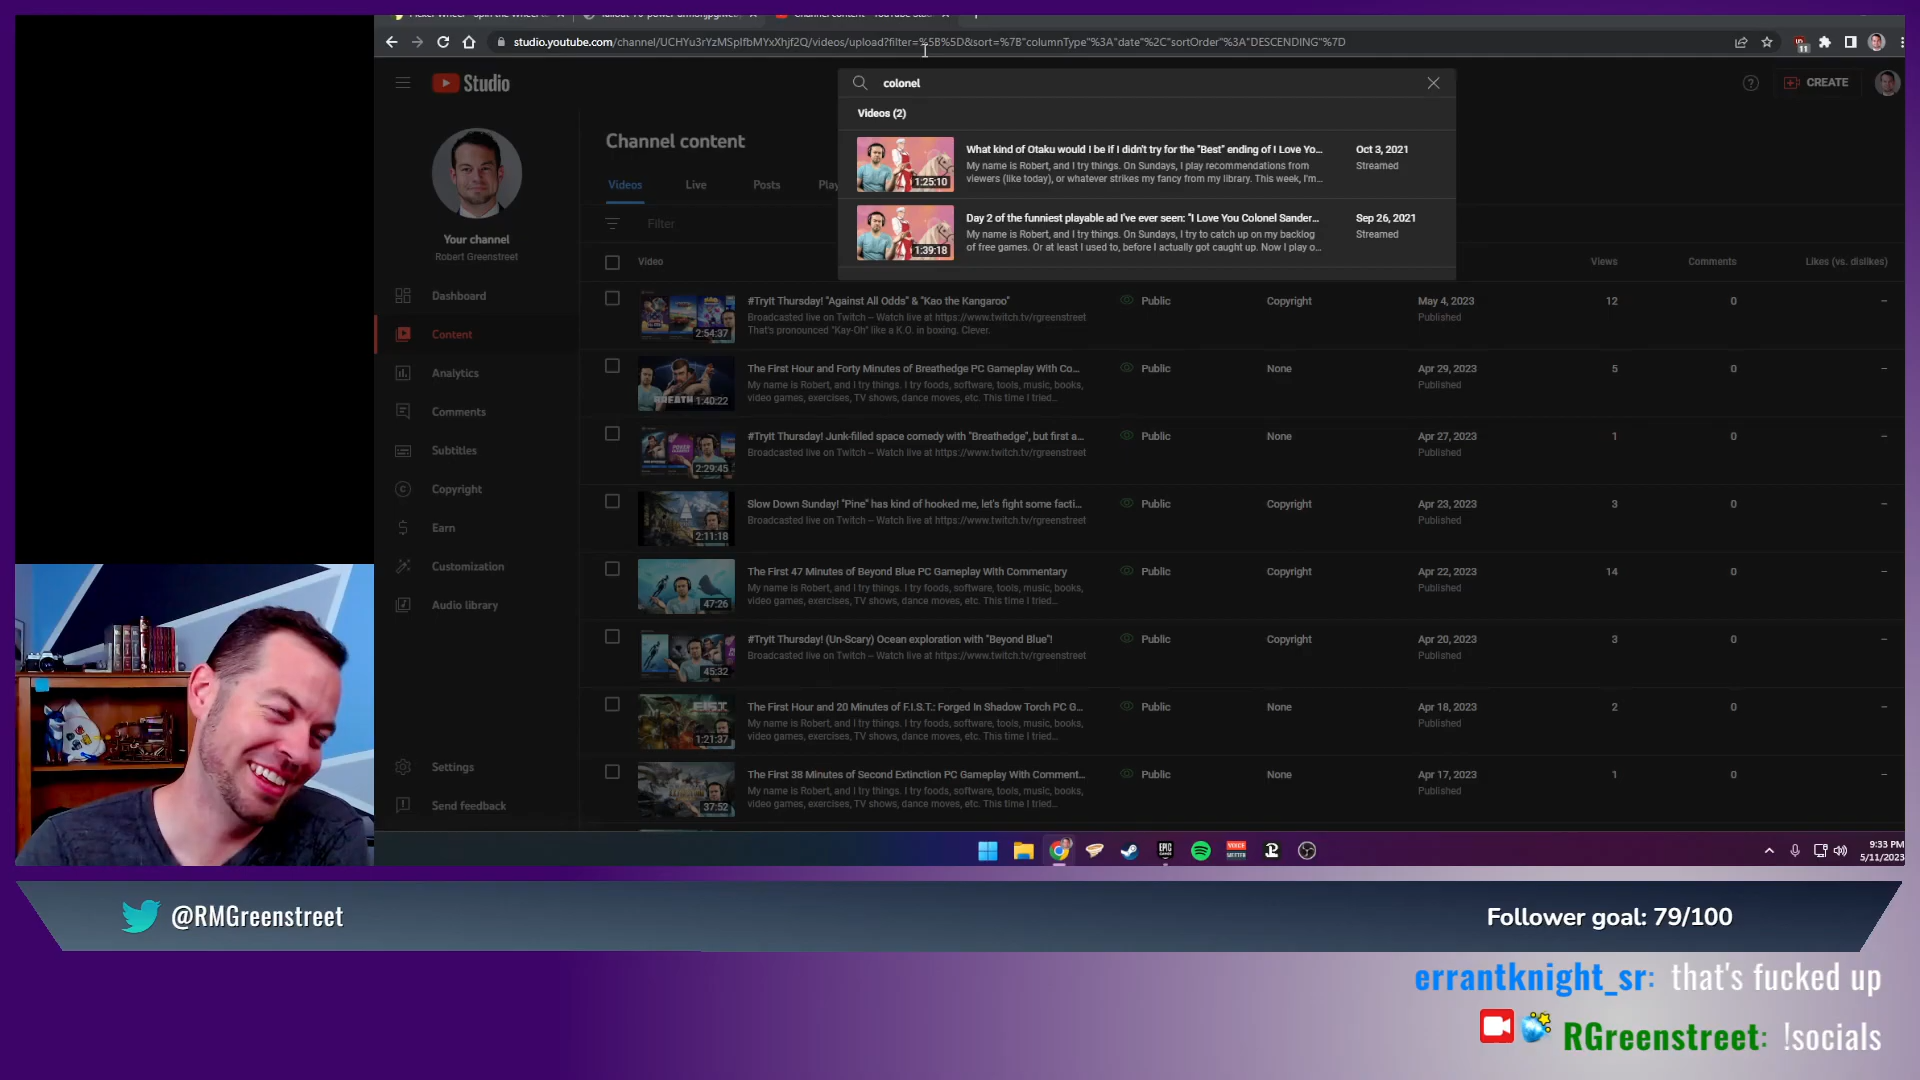 Channel content - YouTube Stu
studio.youtube.com/channel/UCHYu3rYzMSplfbMYxXhjf2Q/videos/upload?filter=%5B%5D&sort=%7B"columnType"%3A"date"%2C"sortOrder"%3A"DESCENDING"%7D
11
Studio
colonel
CREATE
Videos (2)
What kind of Otaku would I be if I didn't try for the "Best" ending of I Love Yo...
Oct 3, 2021
My name is Robert, and I try things. On Sundays, I play recommendations from
Streamed
viewers (like today), or whatever strikes my fancy from my library. This week, I'm...
1:25:10
Day 2 of the funniest playable ad I've ever seen: "I Love You Colonel Sander...
Sep 26, 2021
My name is Robert, and I try things. On Sundays, I try to catch up on my backlog
Streamed
of free games. Or at least I used to, before I actually got caught up. Now I play o...
1:39:18
Channel content
Videos
Live
Posts
Play
Filter
Video
Views
Comments
Likes (vs. dislikes)
Your channel
Robert Greenstreet
Dashboard
Content
Analytics
Comments
Subtitles
Copyright
Earn
Customization
Audio library
Settings
Send feedback
#TryIt Thursday! "Against All Odds" & "Kao the Kangaroo"
Broadcasted live on Twitch -- Watch live at https://www.twitch.tv/rgreenstreet
That's pronounced "Kay-Oh" like a K.O. in boxing. Clever.
2:54:37
Public
Copyright
May 4, 2023
Published
12
0
–
The First Hour and Forty Minutes of Breathedge PC Gameplay With Co...
My name is Robert, and I try things. I try foods, software, tools, music, books,
video games, exercises, TV shows, dance moves, etc. This time I tried...
BREATH
1:40:22
Public
None
Apr 29, 2023
Published
5
0
–
#TryIt Thursday! Junk-filled space comedy with "Breathedge", but first a...
Broadcasted live on Twitch -- Watch live at https://www.twitch.tv/rgreenstreet
2:29:45
Public
None
Apr 27, 2023
Published
1
0
–
Slow Down Sunday! "Pine" has kind of hooked me, let's fight some facti...
Broadcasted live on Twitch -- Watch live at https://www.twitch.tv/rgreenstreet
2:11:18
Public
Copyright
Apr 23, 2023
Published
3
0
–
The First 47 Minutes of Beyond Blue PC Gameplay With Commentary
My name is Robert, and I try things. I try foods, software, tools, music, books,
video games, exercises, TV shows, dance moves, etc. This time I tried...
47:26
Public
Copyright
Apr 22, 2023
Published
14
0
–
#TryIt Thursday! (Un-Scary) Ocean exploration with "Beyond Blue"!
Broadcasted live on Twitch -- Watch live at https://www.twitch.tv/rgreenstreet
45:32
Public
Copyright
Apr 20, 2023
Published
3
0
–
The First Hour and 20 Minutes of F.I.S.T.: Forged In Shadow Torch PC G...
My name is Robert, and I try things. I try foods, software, tools, music, books,
video games, exercises, TV shows, dance moves, etc. This time I tried...
1:21:37
Public
None
Apr 18, 2023
Published
2
0
–
The First 38 Minutes of Second Extinction PC Gameplay With Comment...
My name is Robert, and I try things. I try foods, software, tools, music, books,
video games, exercises, TV shows, dance moves, etc. This time I tried...
37:52
Public
None
Apr 17, 2023
Published
1
0
–
EPIC
9:33 PM
5/11/2023
@RMGreenstreet
Follower goal: 79/100
errantknight_sr: that's fucked up
RGreenstreet: !socials